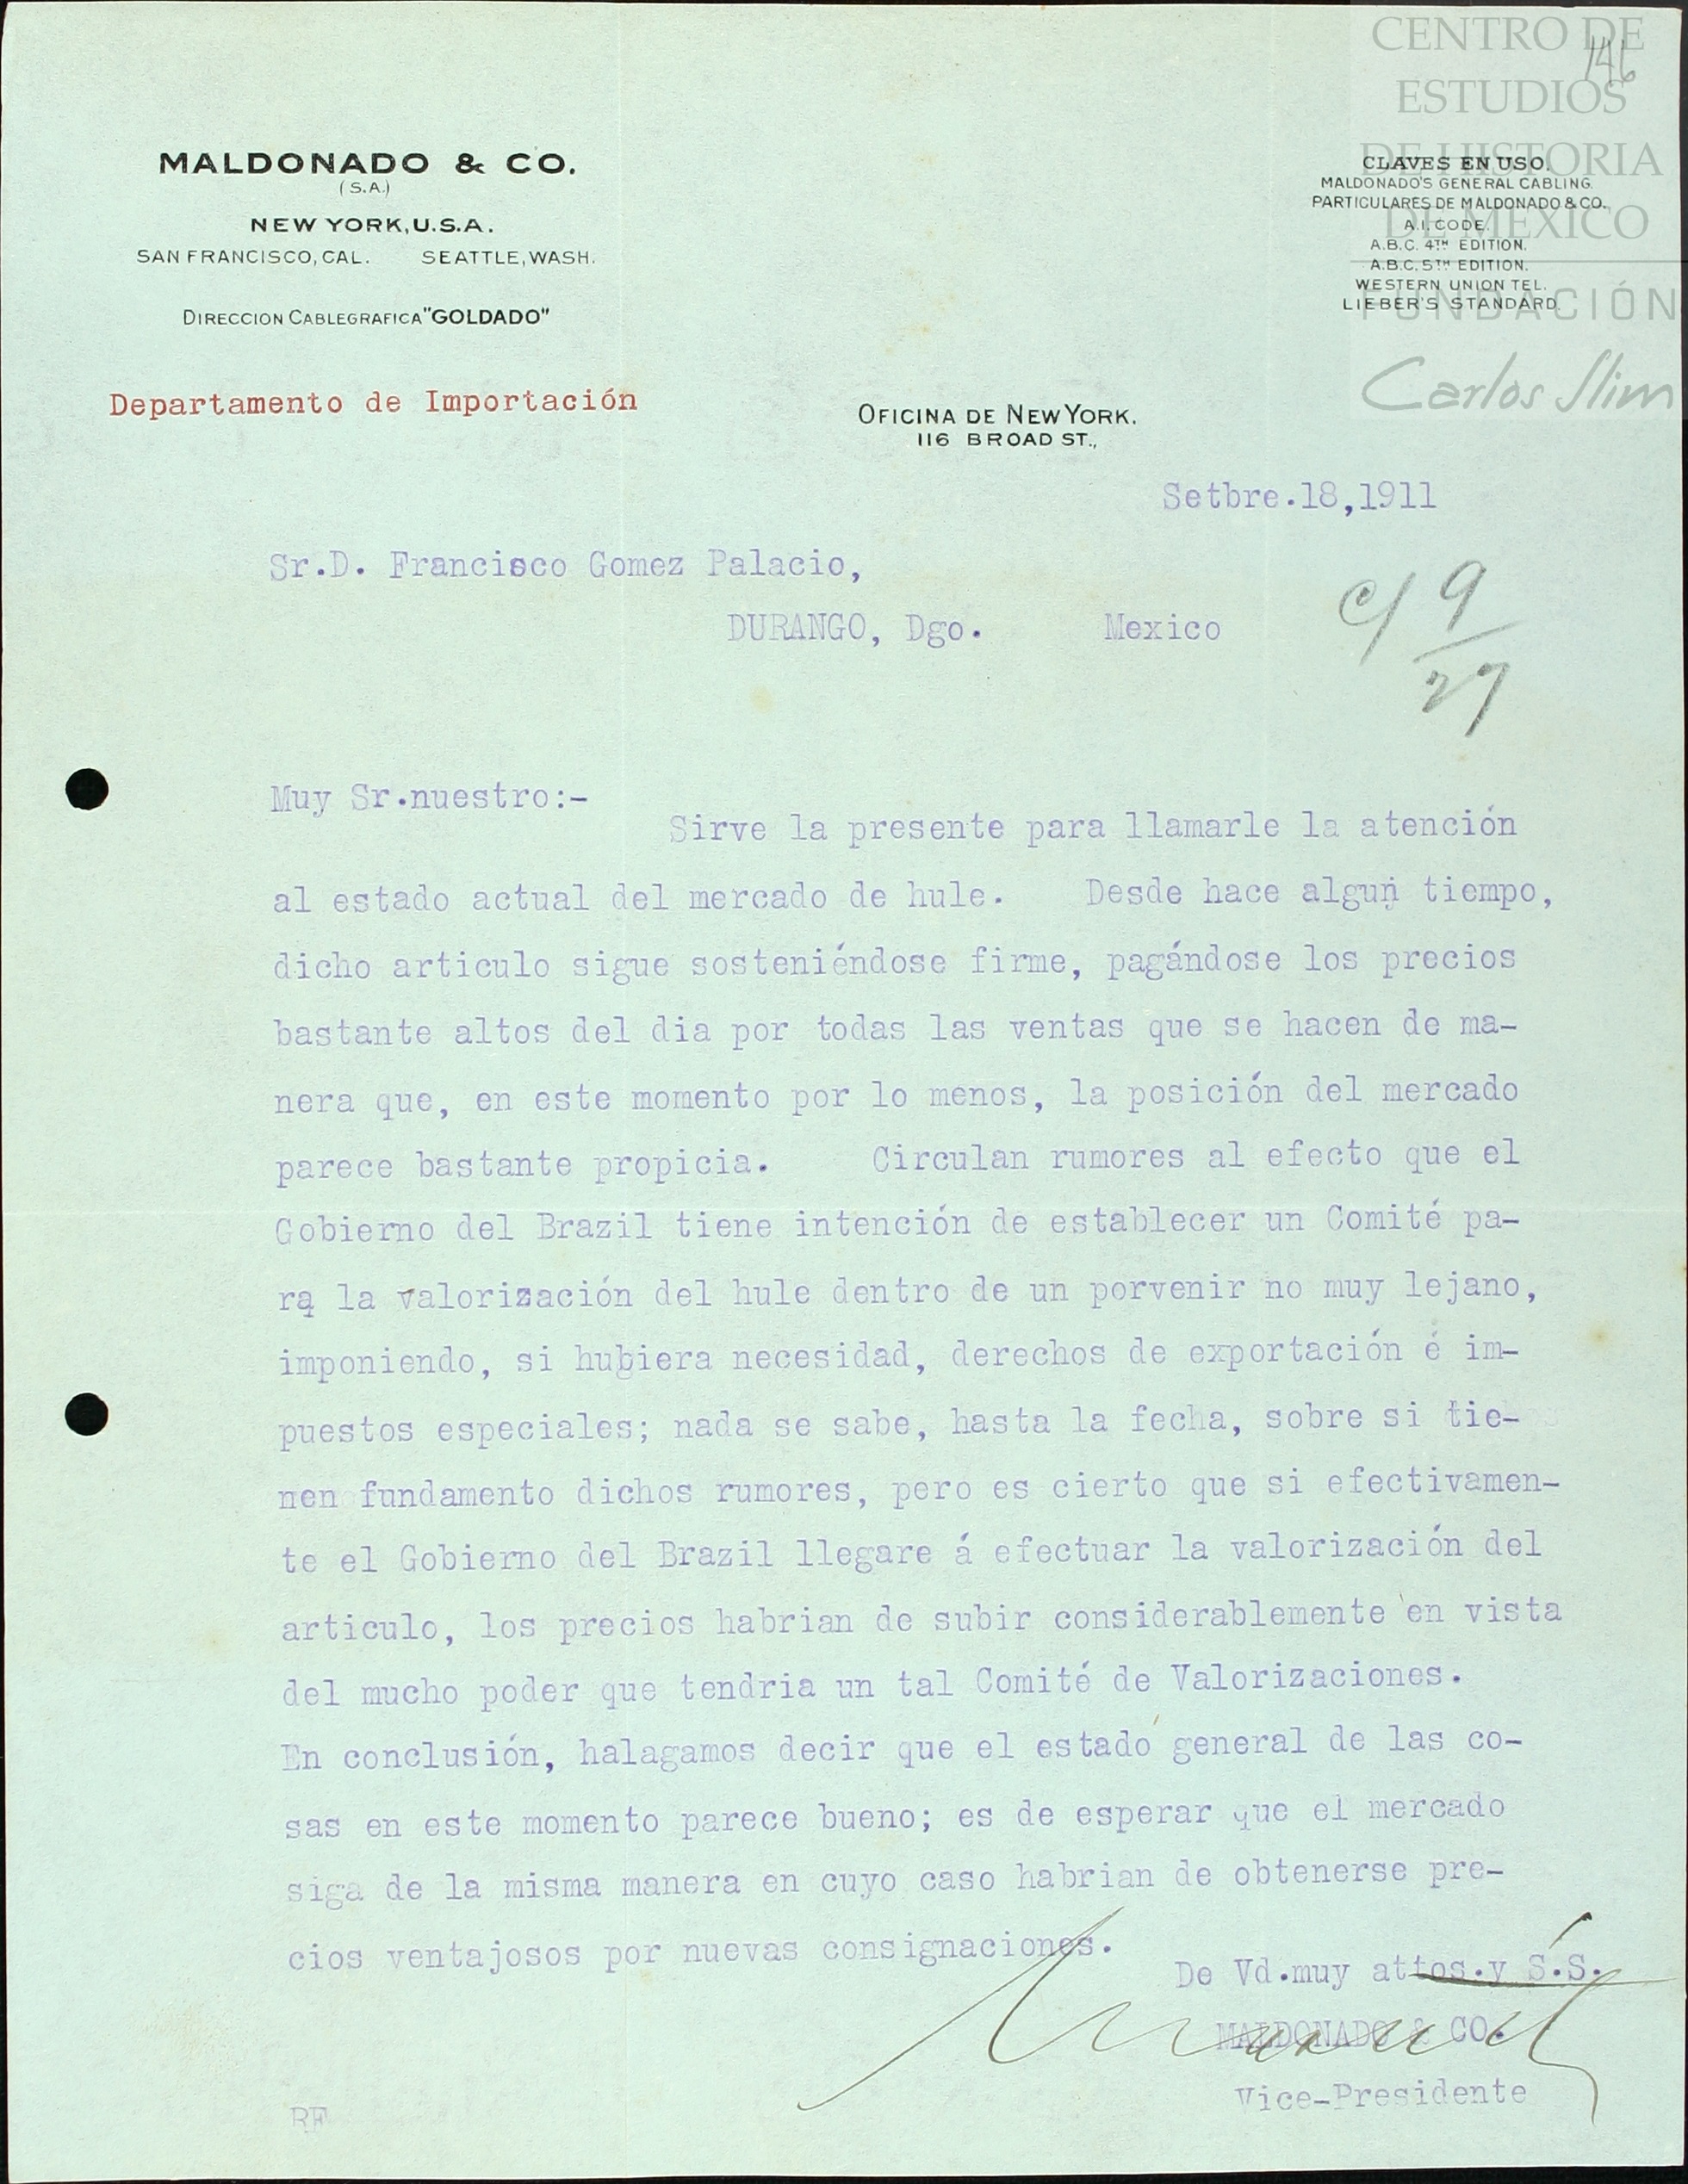 CENTRO DE
ESTUDIOS
DE HISTORIA
DE MEXICO
FUNDACIÓN
Carlos Slim
146
MALDONADO & CO.
(S.A.)
NEW YORK, U.S.A.
SAN FRANCISCO, CAL. SEATTLE, WASH.
DIRECCION CABLEGRAFICA "GOLDADO"
CLAVES EN USO.
MALDONADO'S GENERAL CABLING.
PARTICULARES DE MALDONADO & CO.
A.I. CODE.
A.B.C. 4TH EDITION.
A.B.C. 5TH EDITION.
WESTERN UNION TEL.
LIEBER'S STANDARD.
Departamento de Importación
OFICINA DE NEW YORK.
116 BROAD ST.,
Setbre.18,1911
Sr.D. Francisco Gomez Palacio,
DURANGO, Dgo. Mexico
c/ 9/27
Muy Sr.nuestro:-
Sirve la presente para llamarle la atención
al estado actual del mercado de hule. Desde hace algun tiempo,
dicho articulo sigue sosteniéndose firme, pagándose los precios
bastante altos del dia por todas las ventas que se hacen de ma-
nera que, en este momento por lo menos, la posición del mercado
parece bastante propicia. Circulan rumores al efecto que el
Gobierno del Brazil tiene intención de establecer un Comité pa-
ra la valorización del hule dentro de un porvenir no muy lejano,
imponiendo, si hubiera necesidad, derechos de exportación é im-
puestos especiales; nada se sabe, hasta la fecha, sobre si tie-
nen fundamento dichos rumores, pero es cierto que si efectivamen-
te el Gobierno del Brazil llegare á efectuar la valorización del
articulo, los precios habrian de subir considerablemente en vista
del mucho poder que tendria un tal Comité de Valorizaciones.
En conclusión, halagamos decir que el estado general de las co-
sas en este momento parece bueno; es de esperar que el mercado
siga de la misma manera en cuyo caso habrian de obtenerse pre-
cios ventajosos por nuevas consignaciones.
De Vd.muy attos.y S.S.
MALDONADO & CO.
Vice-Presidente
RF